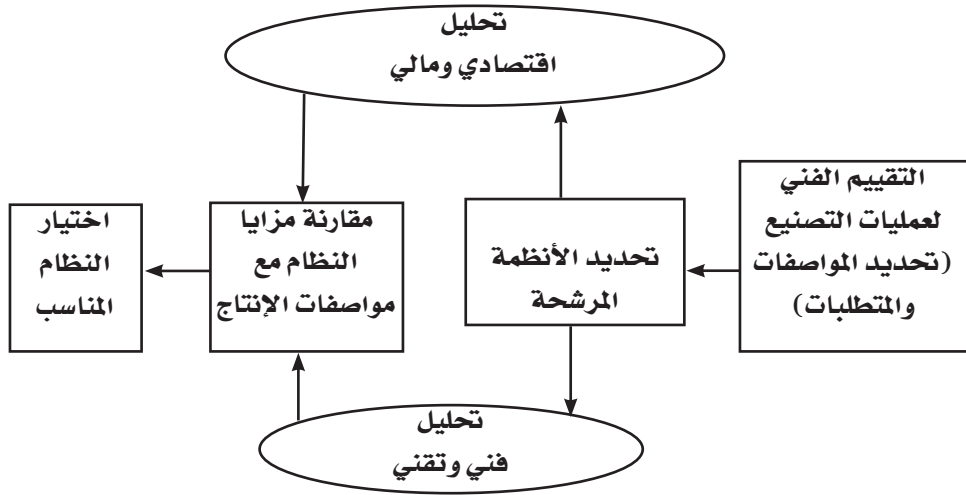 تحليل
اقتصادي ومالي
التقييم الفني
لعمليات التصنيع
(تحديد المواصفات
والمتطلبات)
تحديد الأنظمة
المرشحة
مقارنة مزايا
النظام مع
مواصفات الإنتاج
اختيار
النظام
المناسب
تحليل
فني وتقني